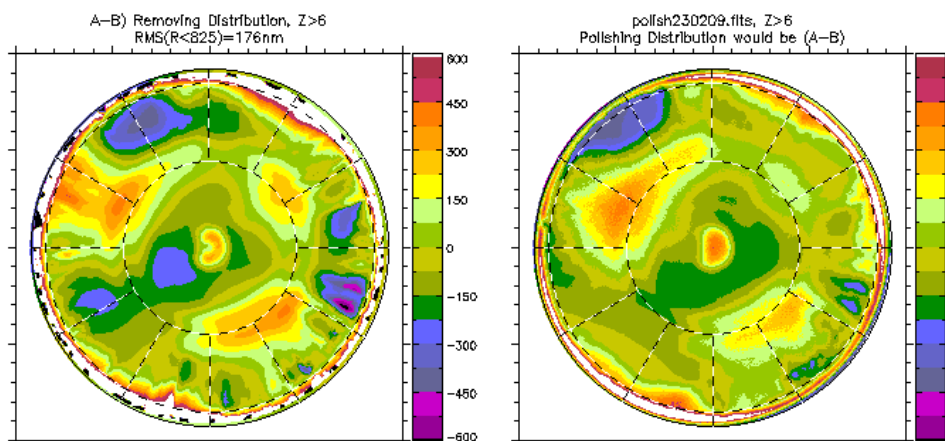 A-B) Removing Distribution, Z>6
RMS(R<825)=176nm
600
450
300
150
0
-150
-300
-450
-600
polish230209.fits, Z>6
Polishing Distribution would be (A-B)